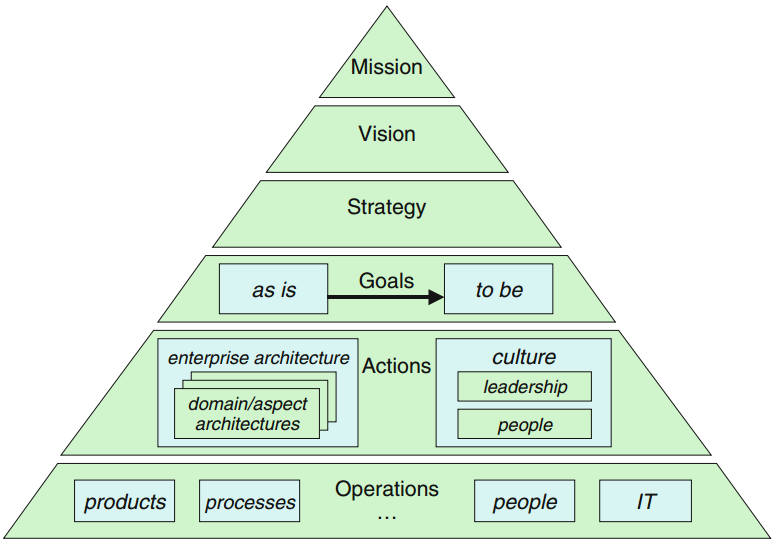 Mission
Vision
Strategy
as is
Goals
to be
enterprise architecture
domain/aspect
architectures
Actions
culture
leadership
people
products
processes
Operations
...
people
IT